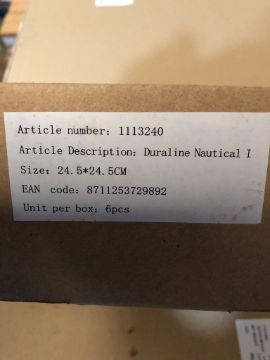 Article number: 1113240
Article Description: Duraline Nautical I
Size: 24.5*24.5CM
EAN code: 8711253729892
Unit per box: 6pcs